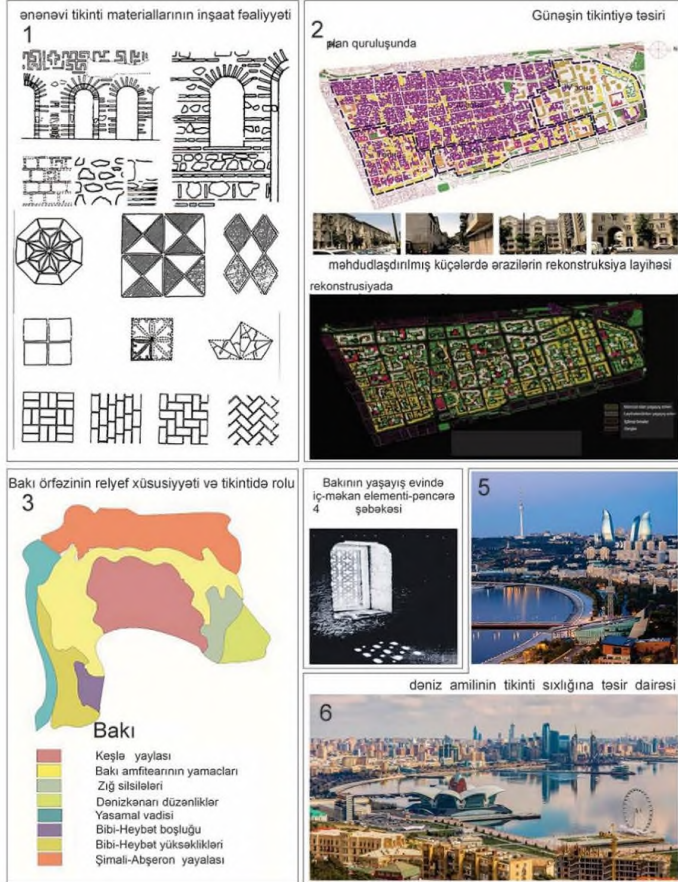 ənənəvi tikinti materiallarının inşaat fəaliyyəti
1
Günəşin tikintiyə təsiri
2
plan quruluşunda
məhdudlaşdırılmış küçələrdə ərazilərin rekonstruksiya layihəsi
rekonstrusiyada
Bakı örfəzinin relyef xüsusiyyəti və tikintidə rolu
3
Bakı
Keşlə yaylası
Bakı amfitearının yamacları
Zığ silsilələri
Dənizkənarı düzənliklər
Yasamal vadisi
Bibi-Heybət boşluğu
Bibi-Heybət yüksəklikləri
Şimali-Abşeron yayalası
Bakının yaşayış evində
iç-məkan elementi-pəncərə
4 şəbəkəsi
5
dəniz amilinin tikinti sıxlığına təsir dairəsi
6